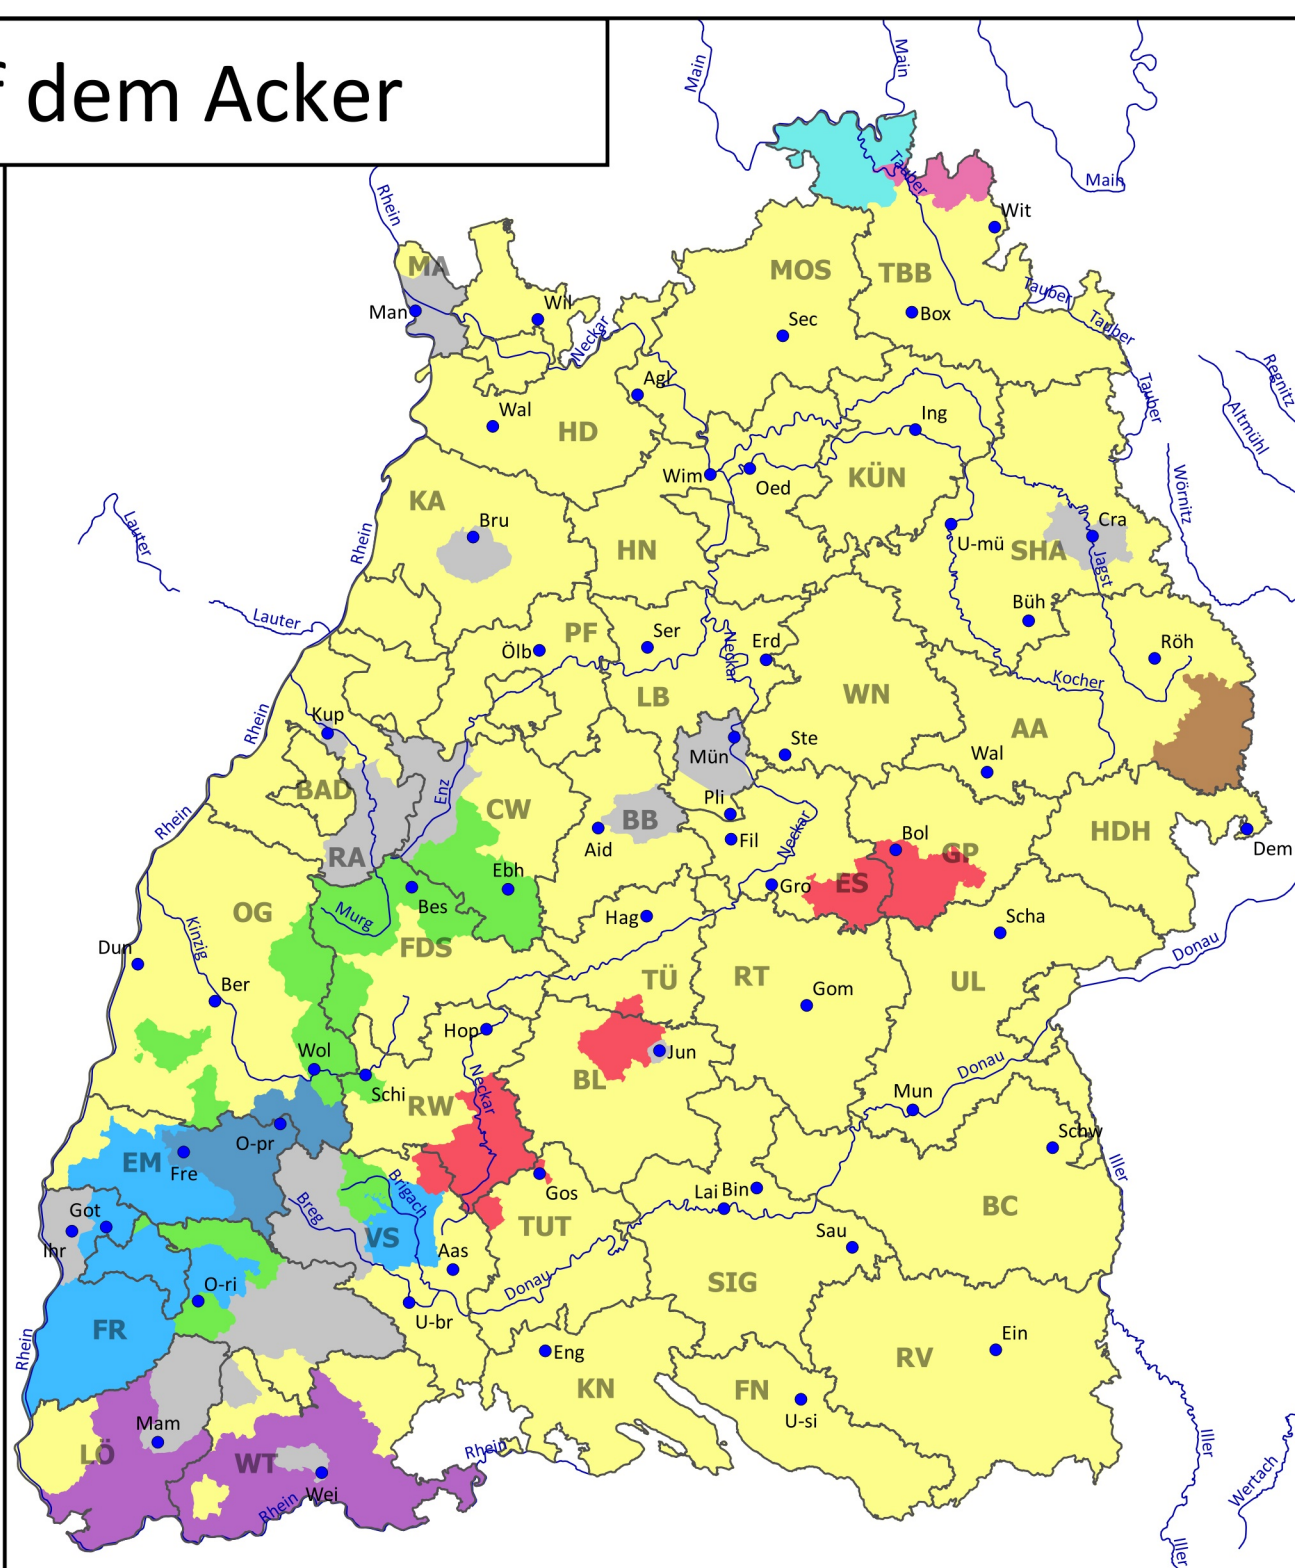 f dem Acker
Main
Main
Main
Tauber
Rhein
Wit
MA
MOS
TBB
Man
Wil
Neckar
Sec
Box
Tauber
Tauber
Tauber
Regnitz
Altmühl
Agl
Wal
HD
Ing
Wim
Oed
KÜN
Wörnitz
KA
Bru
Rhein
Lauter
HN
U-mü
SHA
Cra
Jagst
Lauter
Büh
Ölb
PF
Ser
Neckar
Erd
Röh
LB
WN
Kocher
Rhein
Kup
Mün
Ste
AA
Wal
BAD
Enz
CW
BB
Pli
Rhein
Aid
Fil
Neckar
Bol
GP
HDH
Dem
RA
Ebh
Gro
ES
Bes
Murg
OG
Hag
Scha
Kinzig
FDS
Dun
Donau
Ber
TÜ
RT
Gom
UL
Hop
Wol
Jun
Schi
BL
Donau
Neckar
RW
Mun
O-pr
EM
Fre
Schw
Iller
Brigach
Gos
Breg
Lai
Bin
BC
Got
Ihr
VS
TUT
Sau
Aas
O-ri
Donau
SIG
U-br
FR
Rhein
Eng
Ein
RV
KN
FN
U-si
Mam
LÖ
WT
Rhein
Iller
Wei
Rhein
Wertach
Iller